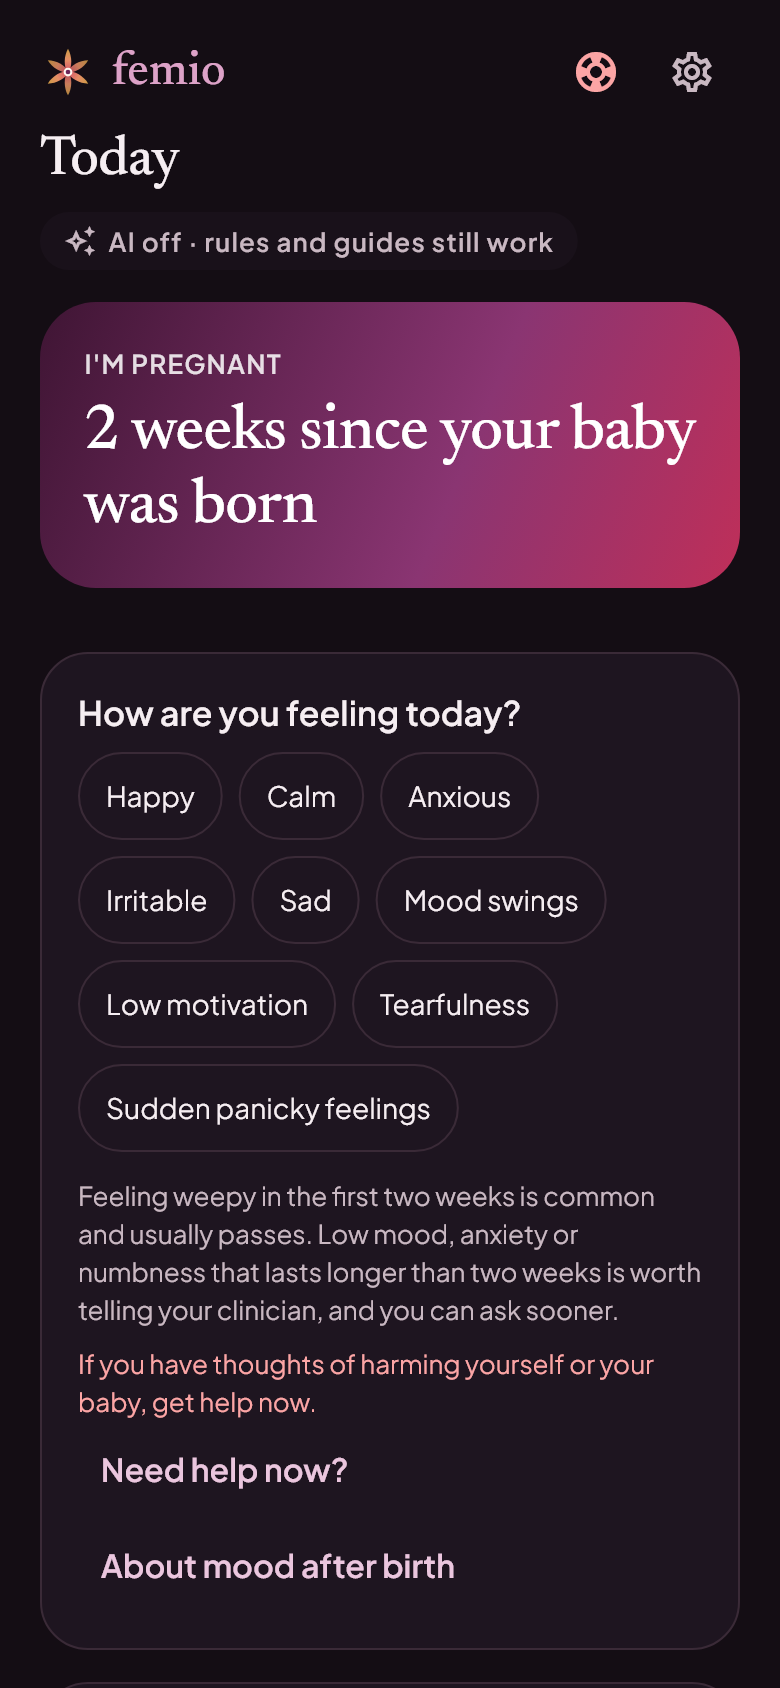 femio
Today
AI off · rules and guides still work
I'M PREGNANT
2 weeks since your baby
was born
How are you feeling today?
Happy
Calm
Anxious
Irritable
Sad
Mood swings
Low motivation
Tearfulness
Sudden panicky feelings
Feeling weepy in the first two weeks is common
and usually passes. Low mood, anxiety or
numbness that lasts longer than two weeks is worth
telling your clinician, and you can ask sooner.
If you have thoughts of harming yourself or your
baby, get help now.
Need help now?
About mood after birth